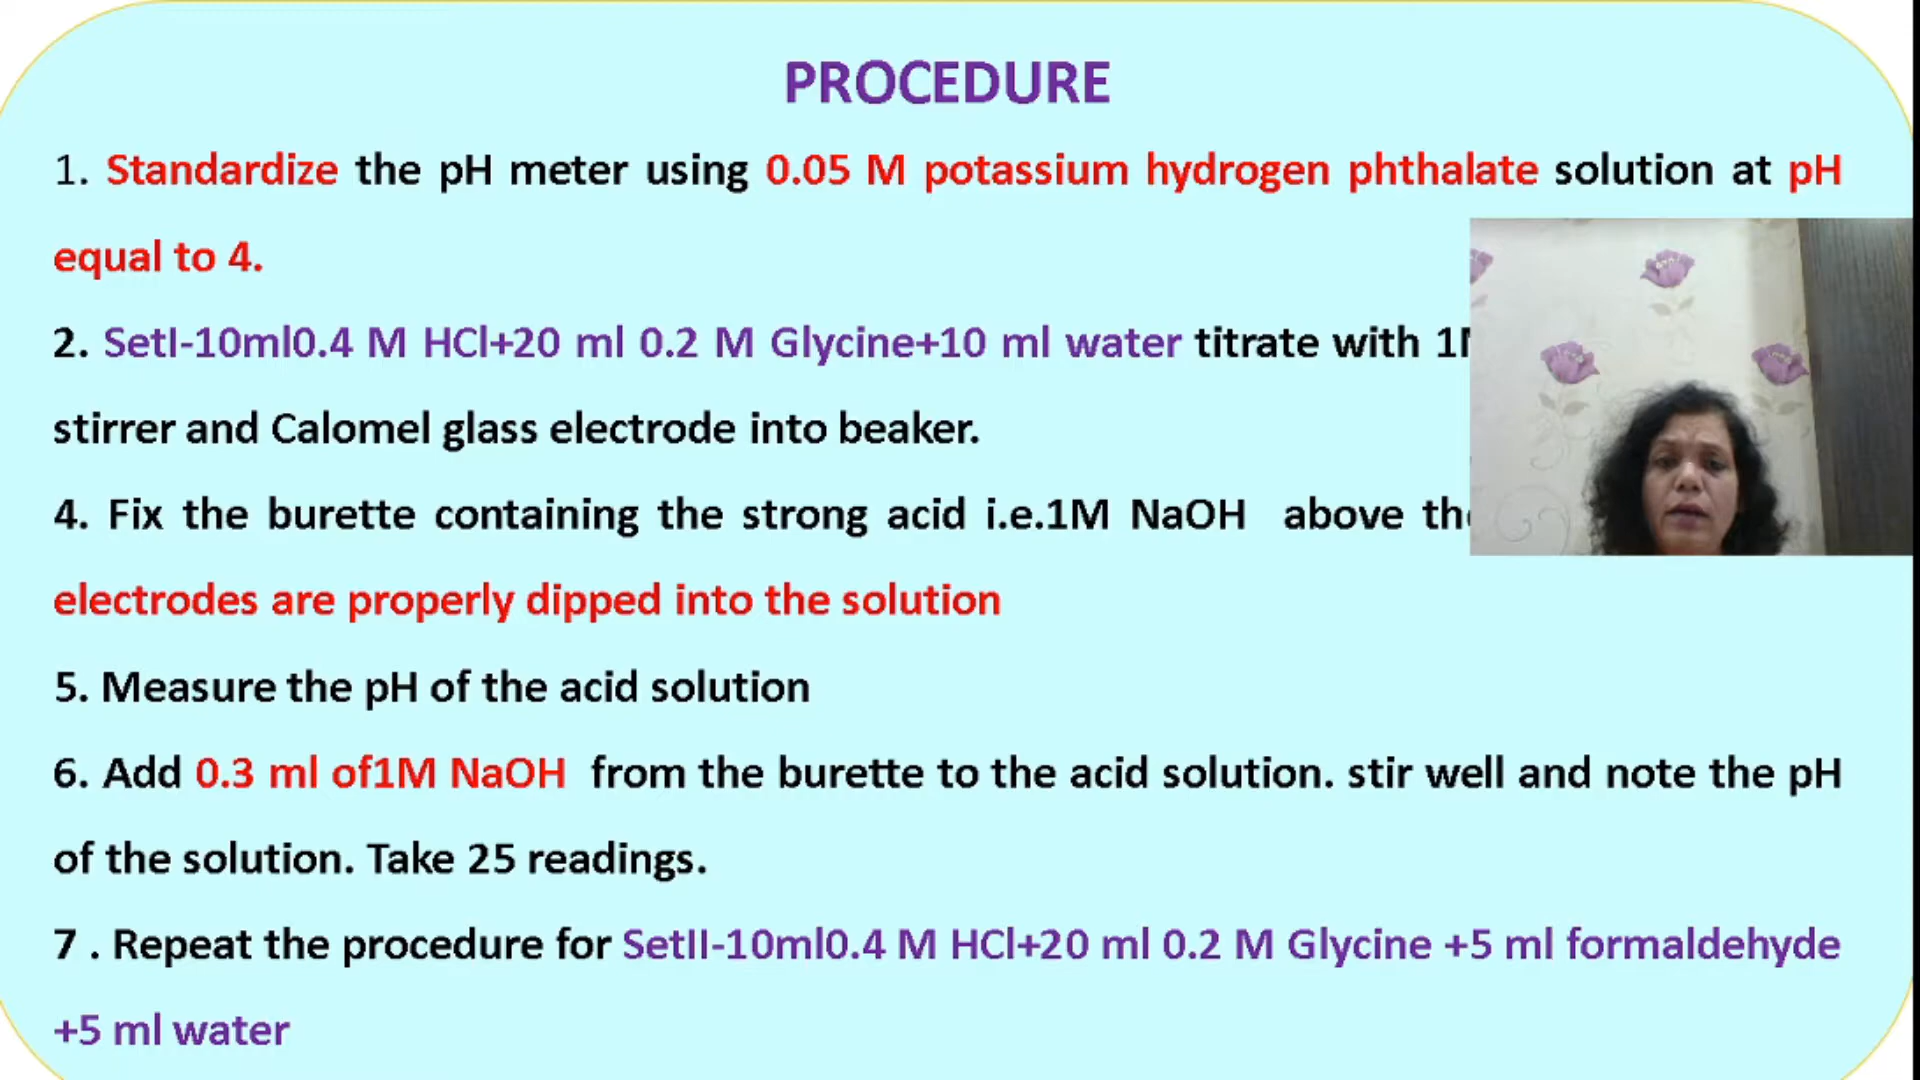 PROCEDURE
1. Standardize the pH meter using 0.05 M potassium hydrogen phthalate solution at pH
equal to 4.
2. SetI-10ml0.4 M HCl+20 ml 0.2 M Glycine+10 ml water titrate with
stirrer and Calomel glass electrode into beaker.
4. Fix the burette containing the strong acid i.e.1M NaOH above
electrodes are properly dipped into the solution
5. Measure the pH of the acid solution
6. Add 0.3 ml of1M NaOH from the burette to the acid solution. stir well and note the pH
of the solution. Take 25 readings.
7 . Repeat the procedure for SetII-10ml0.4 M HCl+20 ml 0.2 M Glycine +5 ml formaldehyde
+5 ml water